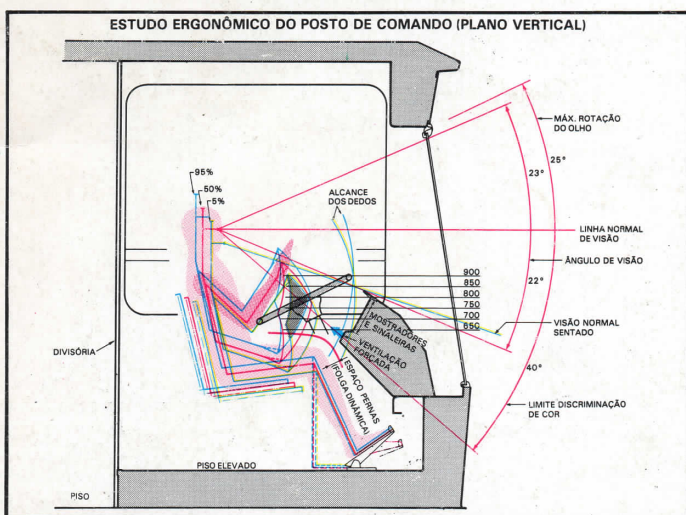 ESTUDO ERGONÔMICO DO POSTO DE COMANDO (PLANO VERTICAL)
MÁX. ROTAÇÃO
DO OLHO
25°
23°
95%
50%
5%
ALCANCE
DOS DEDOS
LINHA NORMAL
DE VISÃO
ÂNGULO DE VISÃO
22°
900
850
800
750
700
650
MOSTRADORES
E SINALEIRAS
VENTILAÇÃO
FORÇADA
VISÃO NORMAL
SENTADO
DIVISÓRIA
ESPAÇO PERNAS
(FOLGA DINÂMICA)
40°
LIMITE DISCRIMINAÇÃO
DE COR
PISO ELEVADO
PISO